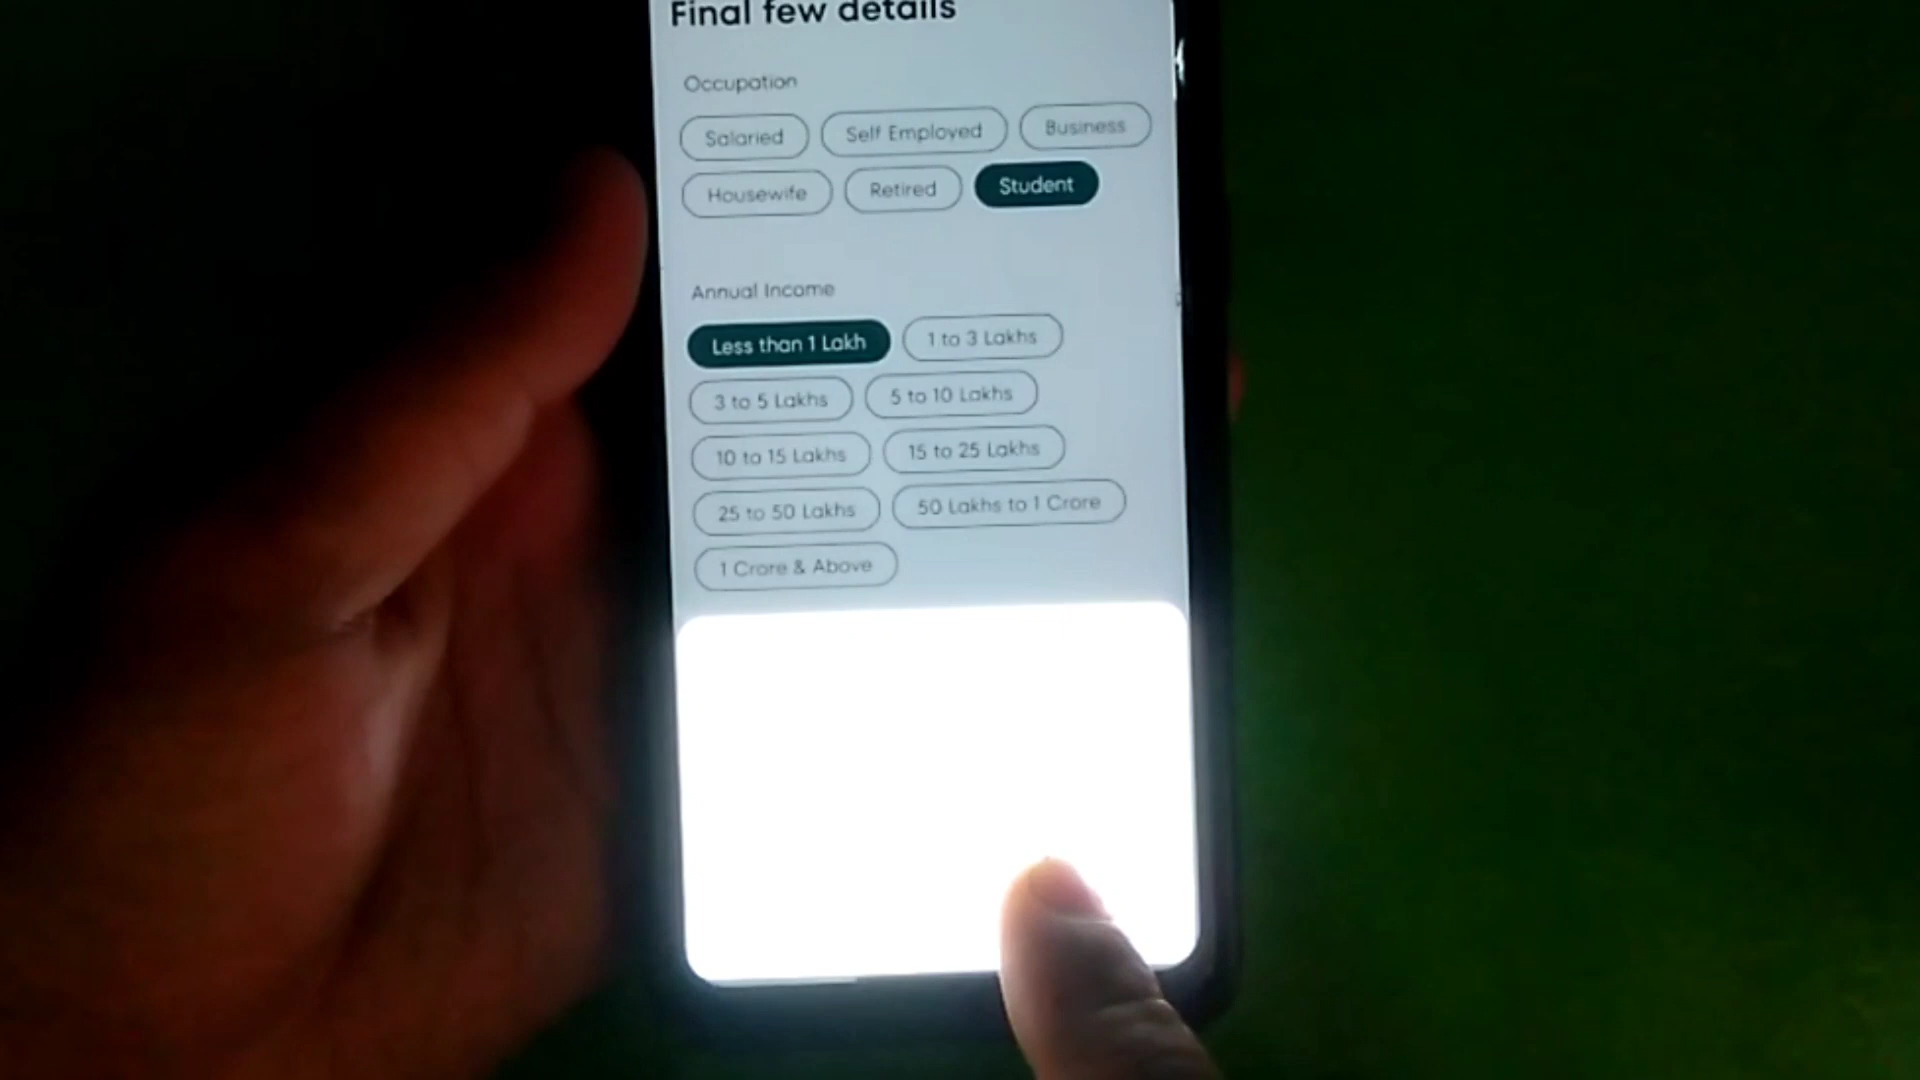 Final few details
Occupation
Salaried Self Employed Business
Housewife Retired Student
Annual Income
Less than 1 Lakh 1 to 3 Lakhs
3 to 5 Lakhs 5 to 10 Lakhs
10 to 15 Lakhs 15 to 25 Lakhs
25 to 50 Lakhs 50 Lakhs to 1 Crore
1 Crore & Above